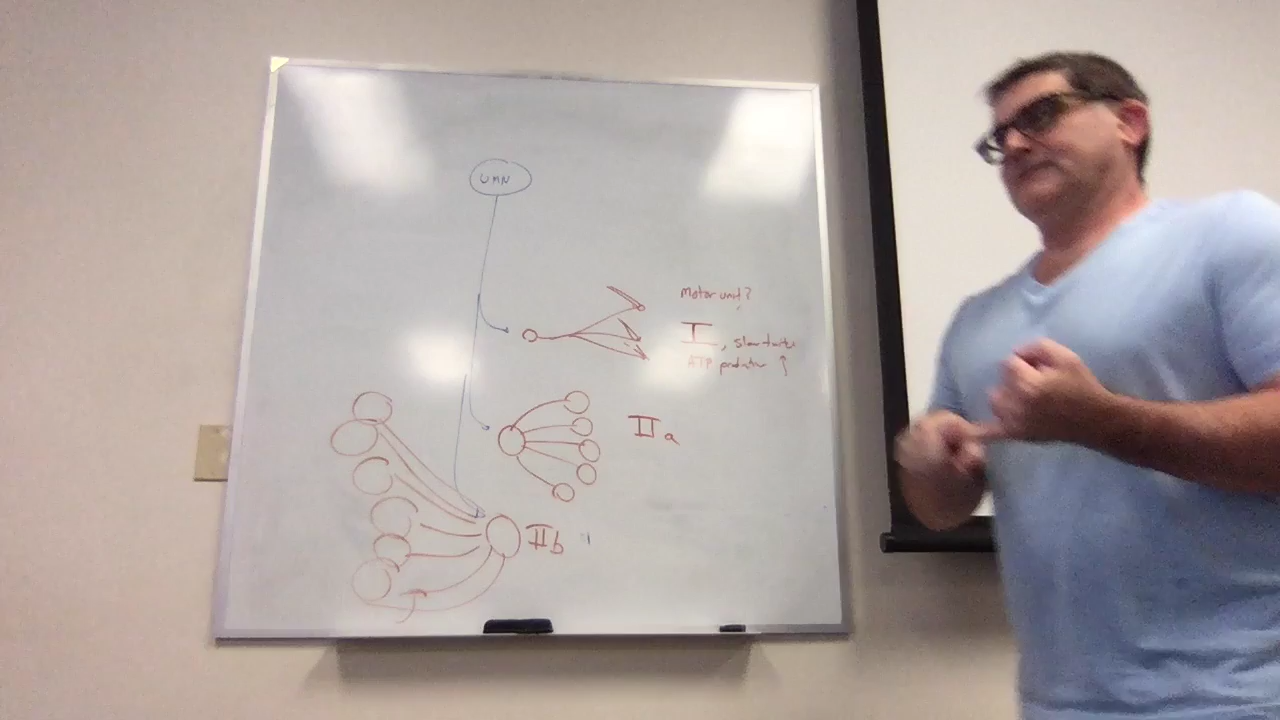 UMN
Motor unit?
I, slow twitch
ATP production ↑
IIa
IIb